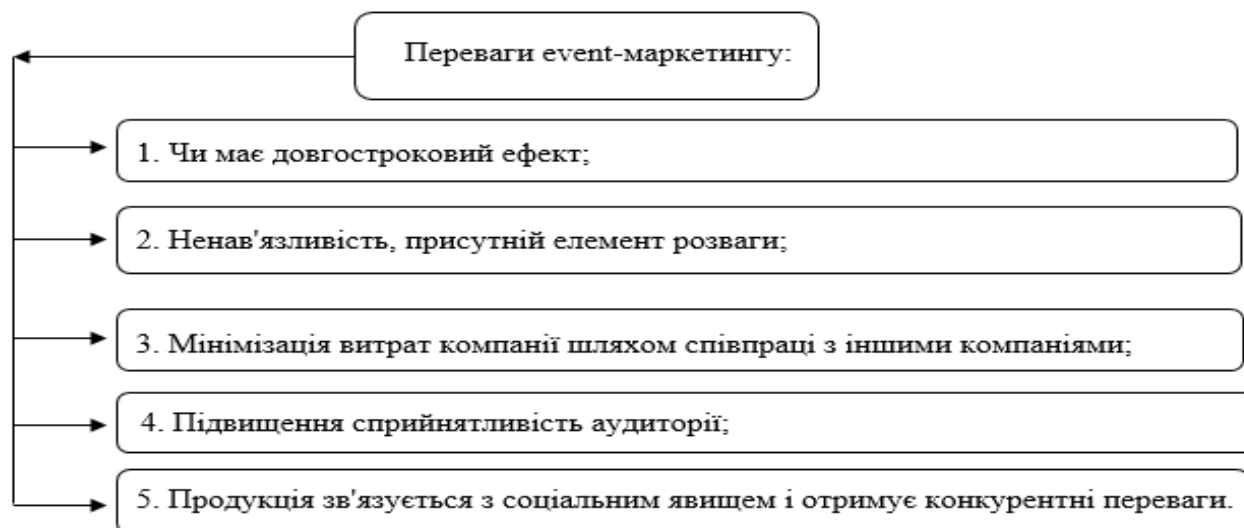 Переваги event-маркетингу:
1. Чи має довгостроковий ефект;
2. Ненав'язливість, присутній елемент розваги;
3. Мінімізація витрат компанії шляхом співпраці з іншими компаніями;
4. Підвищення сприйнятливість аудиторії;
5. Продукція зв'язується з соціальним явищем і отримує конкурентні переваги.